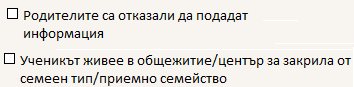 ☐ Родителите са отказали да подадат
информация
☐ Ученикът живее в общежитие/център за закрила от
семеен тип/приемно семейство